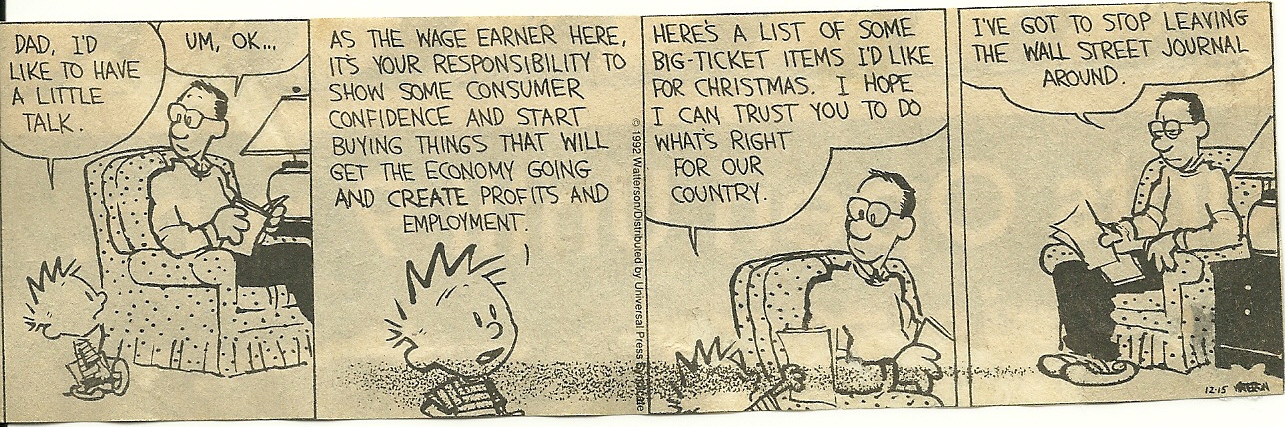 DAD, I'D
LIKE TO HAVE
A LITTLE
TALK.
UM, OK...
AS THE WAGE EARNER HERE,
IT'S YOUR RESPONSIBILITY TO
SHOW SOME CONSUMER
CONFIDENCE AND START
BUYING THINGS THAT WILL
GET THE ECONOMY GOING
AND CREATE PROFITS AND
EMPLOYMENT.
© 1992 Watterson/Distributed by Universal Press Syndicate
HERE'S A LIST OF SOME
BIG-TICKET ITEMS I'D LIKE
FOR CHRISTMAS. I HOPE
I CAN TRUST YOU TO DO
WHAT'S RIGHT
FOR OUR
COUNTRY.
I'VE GOT TO STOP LEAVING
THE WALL STREET JOURNAL
AROUND.
12-15 WATTERSON